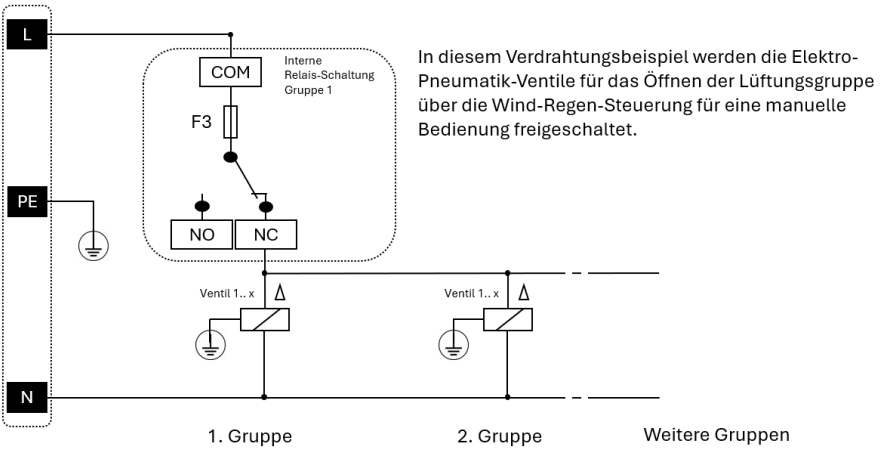 L
Interne
Relais-Schaltung
Gruppe 1
COM
In diesem Verdrahtungsbeispiel werden die Elektro-
Pneumatik-Ventile für das Öffnen der Lüftungsgruppe
über die Wind-Regen-Steuerung für eine manuelle
Bedienung freigeschaltet.
F3
PE
NO
NC
Ventil 1.. x
Ventil 1.. x
N
1. Gruppe
2. Gruppe
Weitere Gruppen